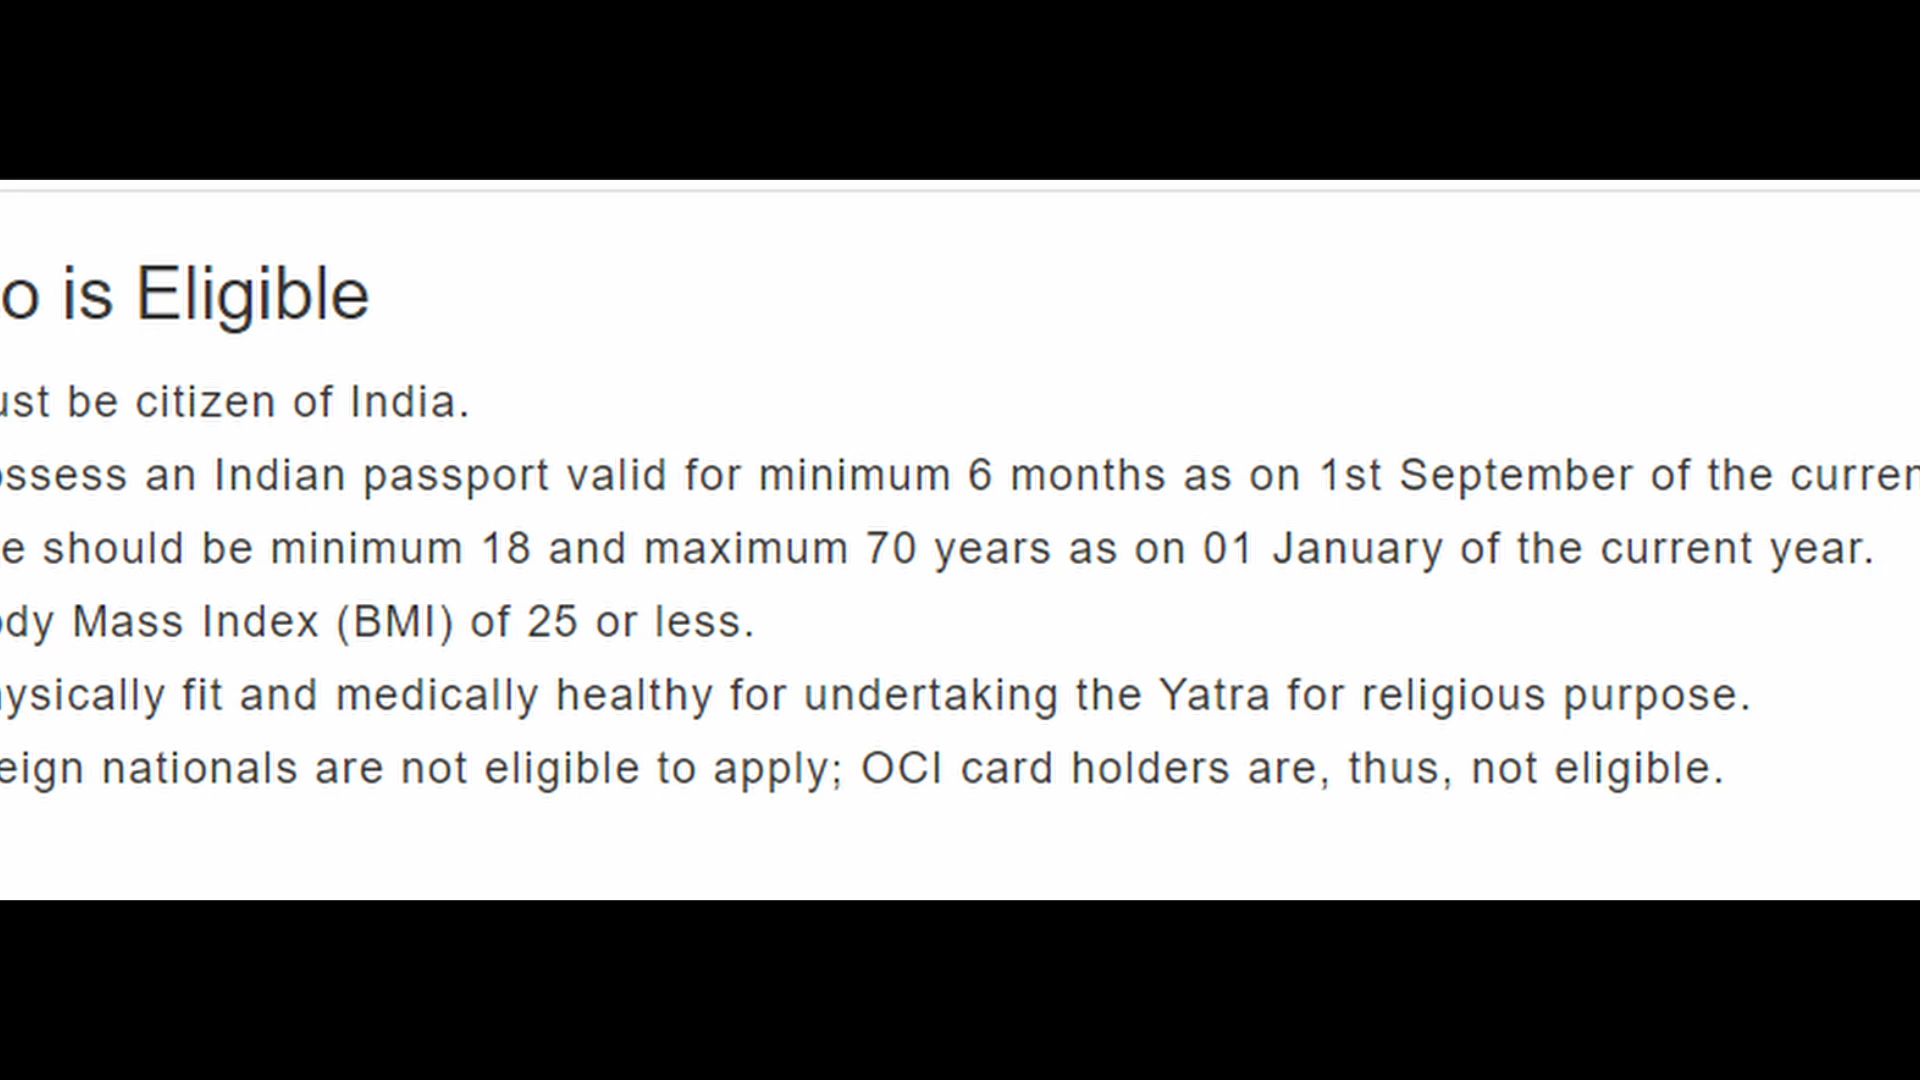 o is Eligible
ust be citizen of India.
ossess an Indian passport valid for minimum 6 months as on 1st September of the curren
e should be minimum 18 and maximum 70 years as on 01 January of the current year.
ody Mass Index (BMI) of 25 or less.
hysically fit and medically healthy for undertaking the Yatra for religious purpose.
eign nationals are not eligible to apply; OCI card holders are, thus, not eligible.